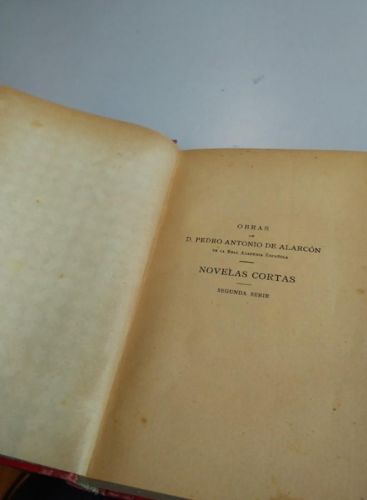 OBRAS
DE
D. PEDRO ANTONIO DE ALARCÓN
DE LA REAL ACADEMIA ESPAÑOLA
NOVELAS CORTAS
SEGUNDA SERIE